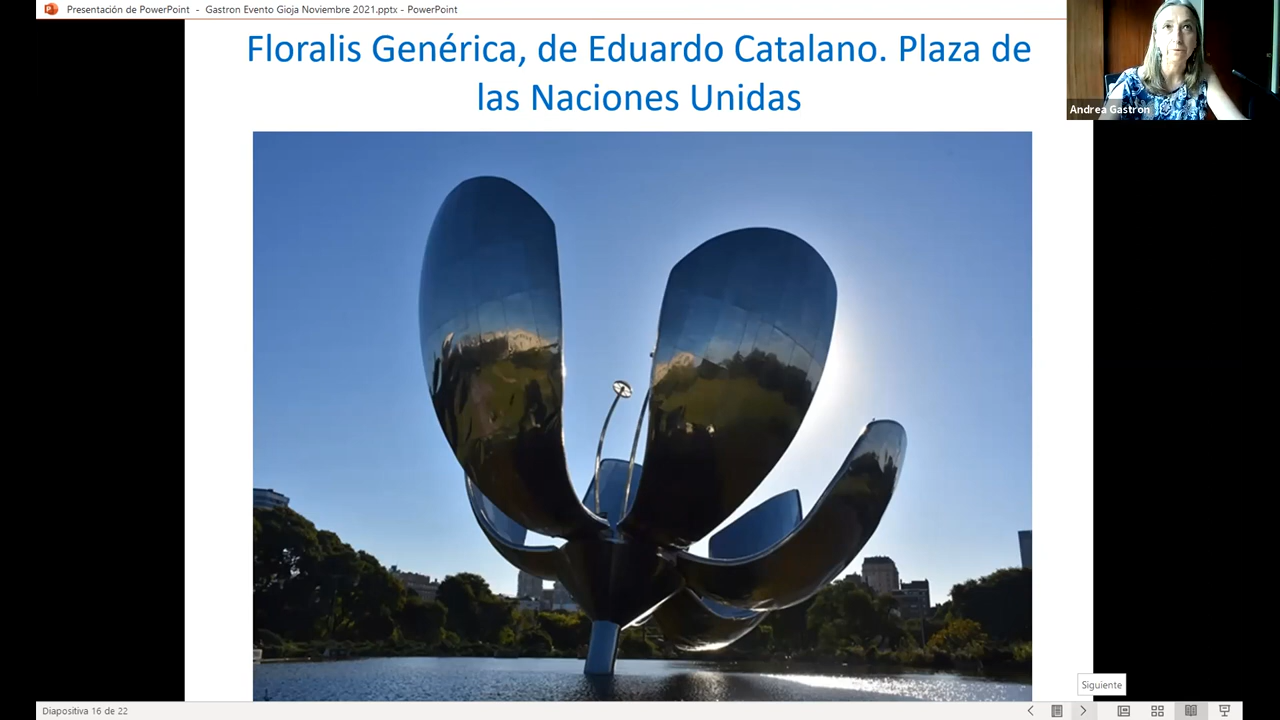 Presentación de PowerPoint - Gastron Evento Gioja Noviembre 2021.pptx - PowerPoint
Floralis Genérica, de Eduardo Catalano. Plaza de
las Naciones Unidas
Andrea Gastron
Siguiente
Diapositiva 16 de 22